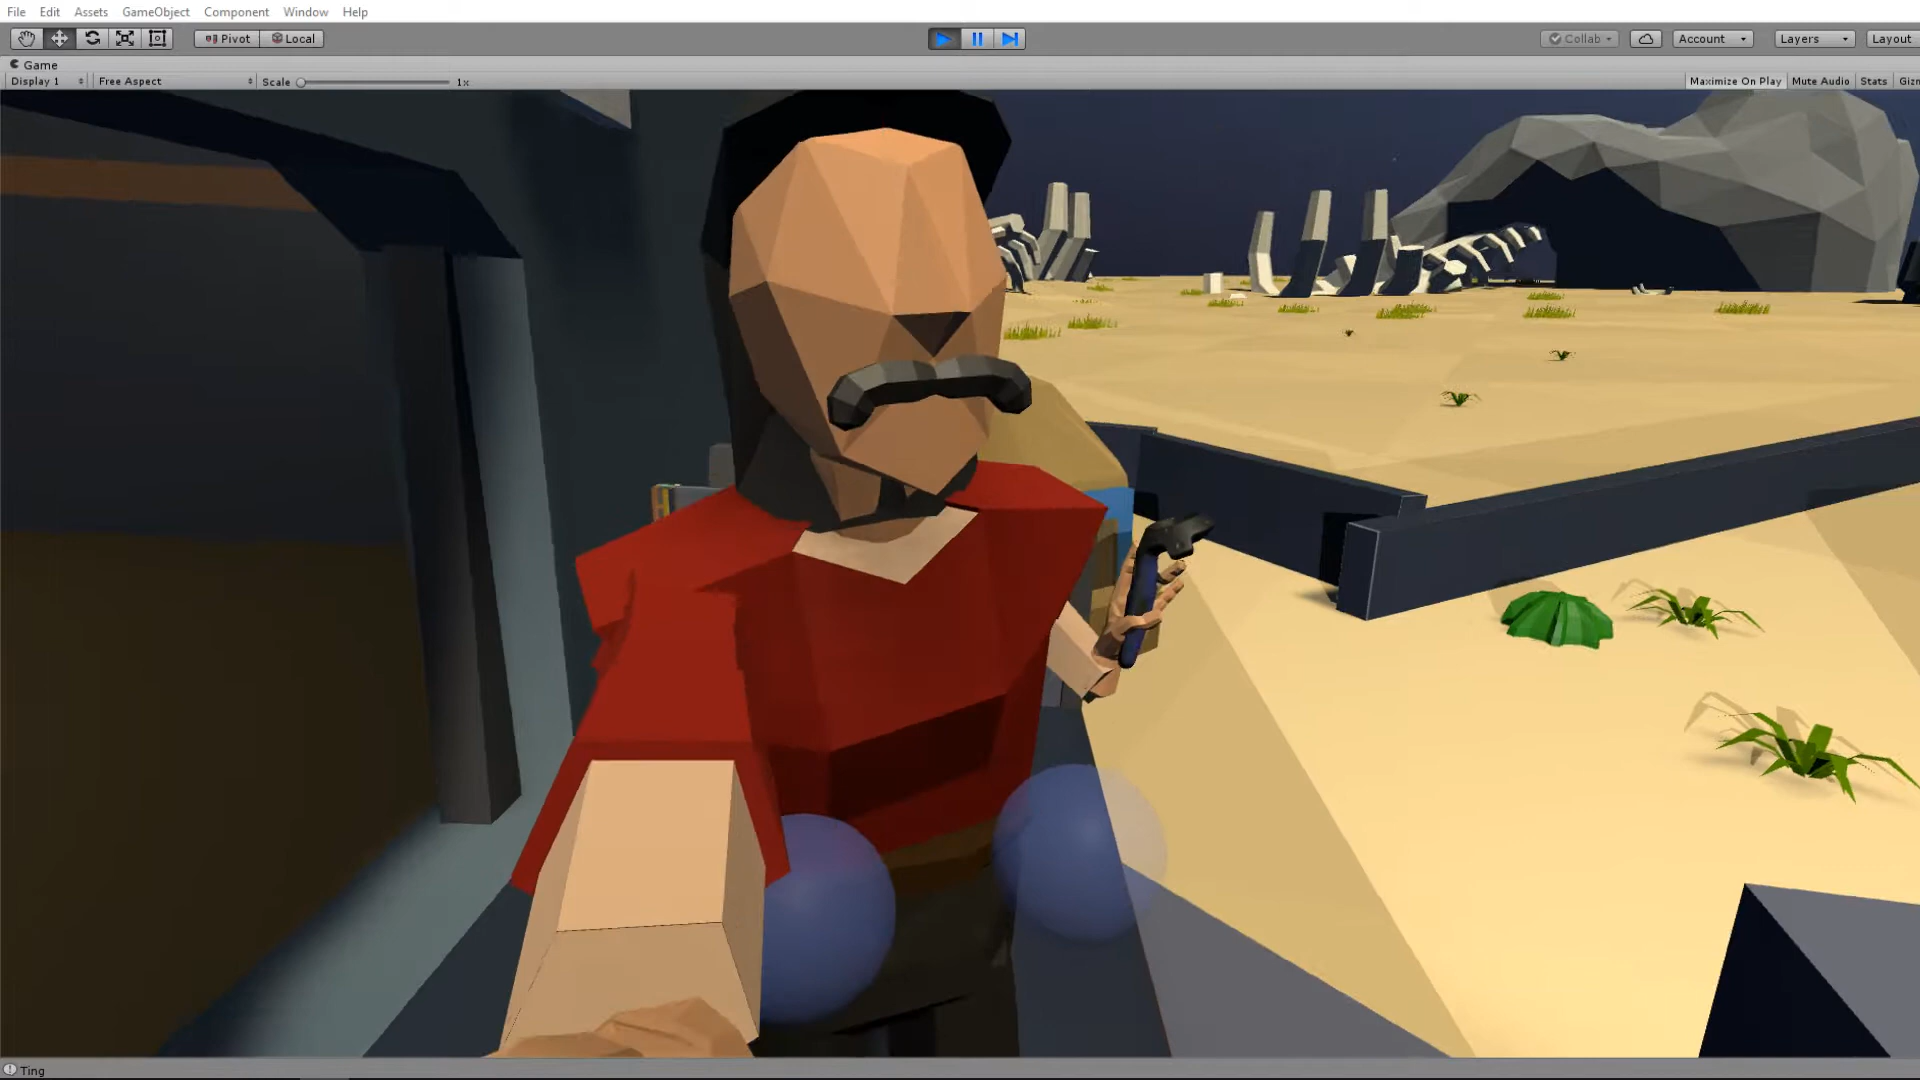 File Edit Assets GameObject Component Window Help
Pivot Local Collab Account Layers Layout
Game
Display 1 Free Aspect Scale 1x Maximize On Play Mute Audio Stats
Ting